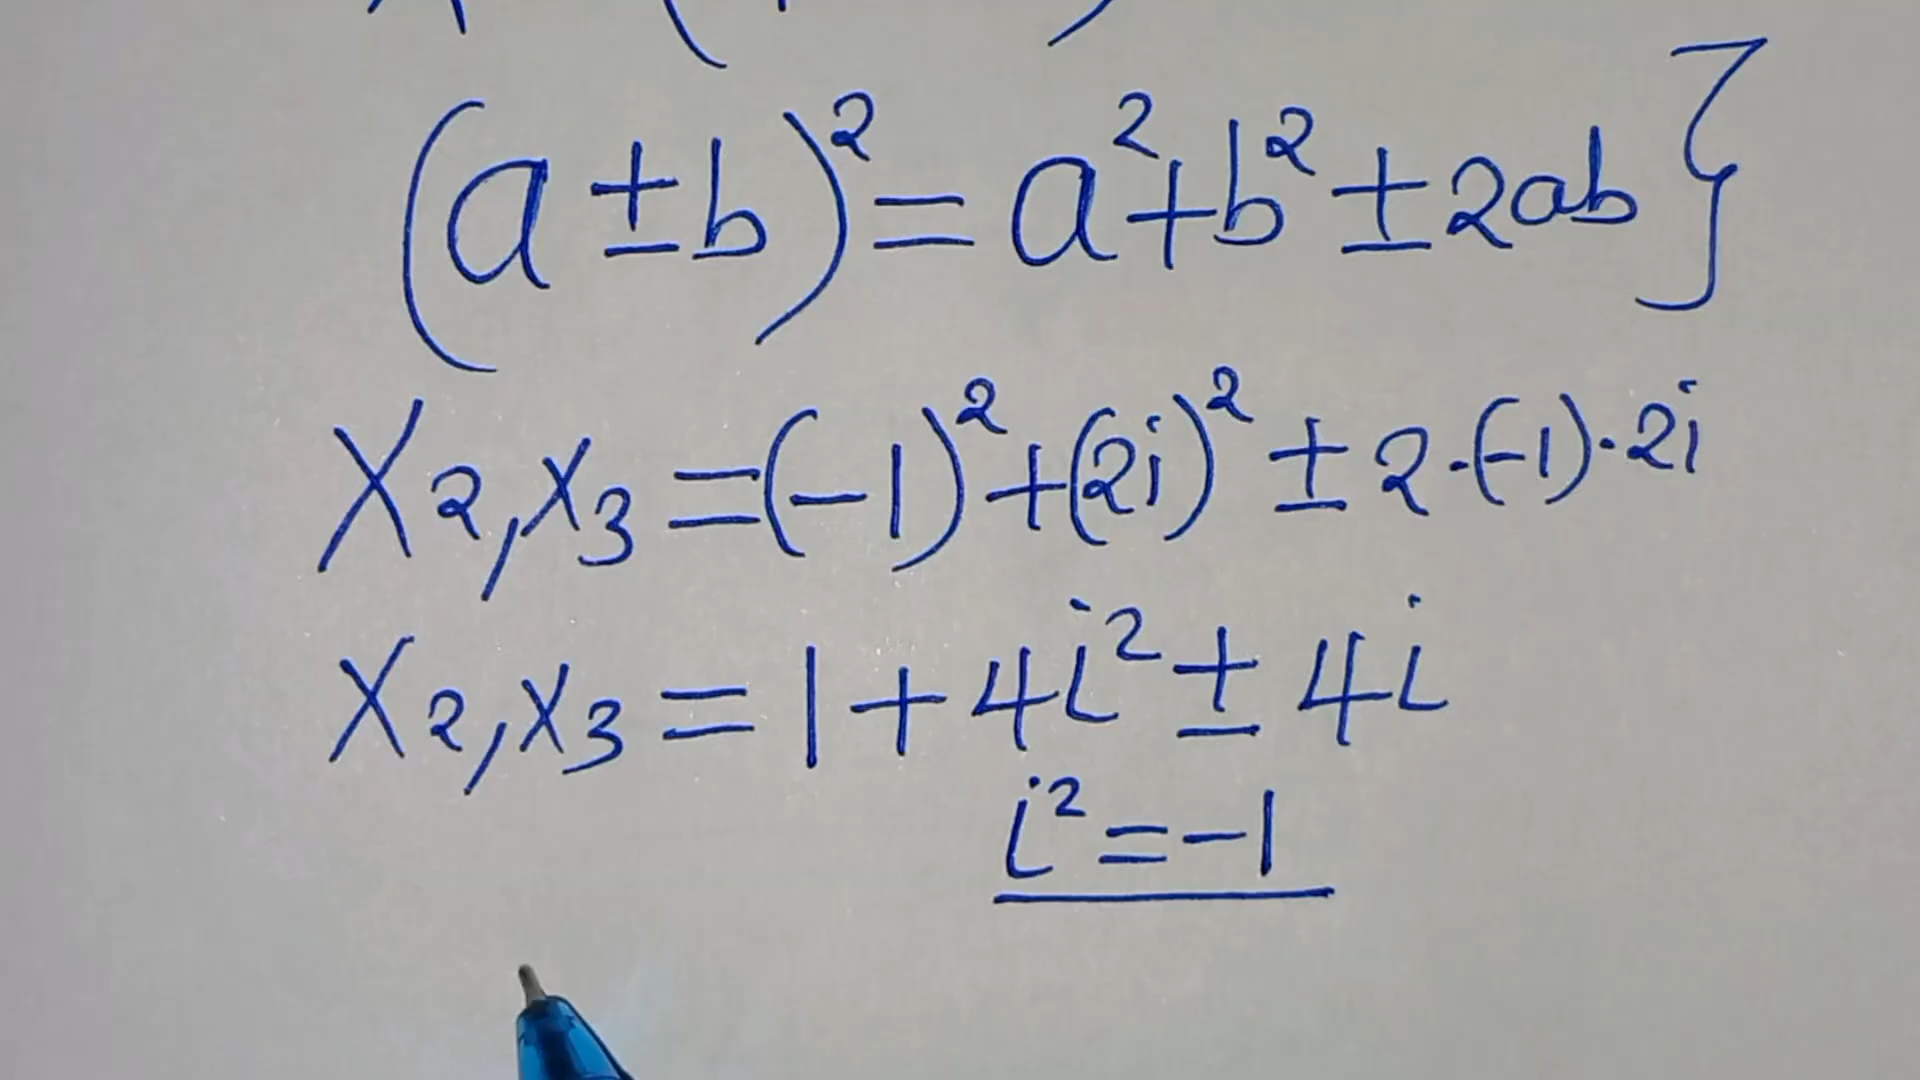 (a ± b)² = a² + b² ± 2ab}
X₂,X₃ = (-1)² + (2i)² ± 2·(-1)·2i
X₂,X₃ = 1 + 4i² ± 4i
i² = -1